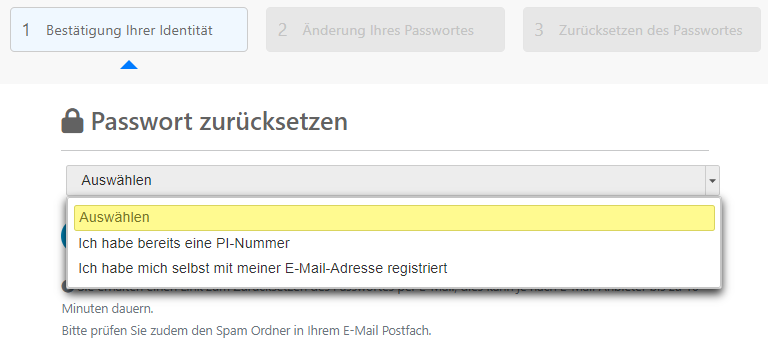 1 Bestätigung Ihrer Identität
2 Änderung Ihres Passwortes
3 Zurücksetzen des Passwortes
Passwort zurücksetzen
Auswählen
Auswählen
Ich habe bereits eine PI-Nummer
Ich habe mich selbst mit meiner E-Mail-Adresse registriert
Minuten dauern.
Bitte prüfen Sie zudem den Spam Ordner in Ihrem E-Mail Postfach.